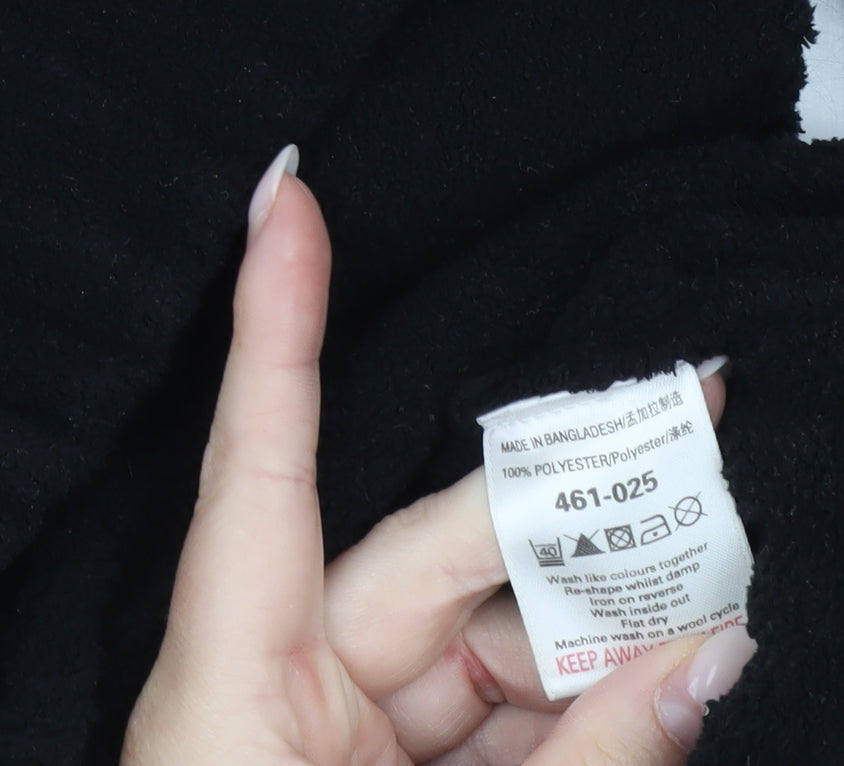 MADE IN BANGLADESH/孟加拉制造
100% POLYESTER/Polyester/涤纶
461-025
40
Wash like colours together
Re-shape whilst damp
Iron on reverse
Wash inside out
Flat dry
Machine wash on a wool cycle
KEEP AWAY